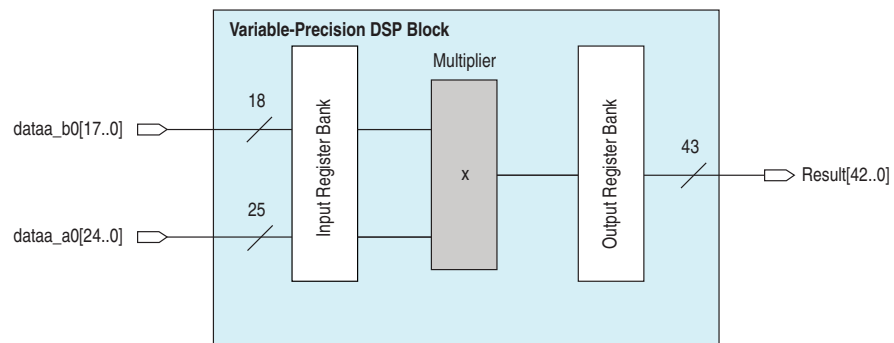 Variable-Precision DSP Block
Multiplier
18
dataa_b0[17..0]
Input Register Bank
x
Output Register Bank
43
Result[42..0]
25
dataa_a0[24..0]